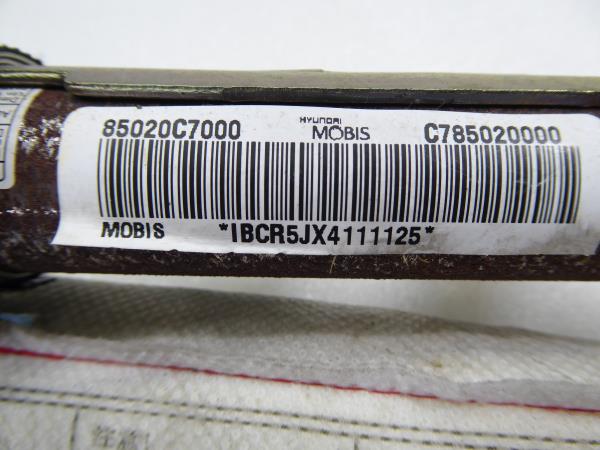 85020C7000 HYUNDAI MOBIS C785020000
MOBIS *IBCR5JX4111125*